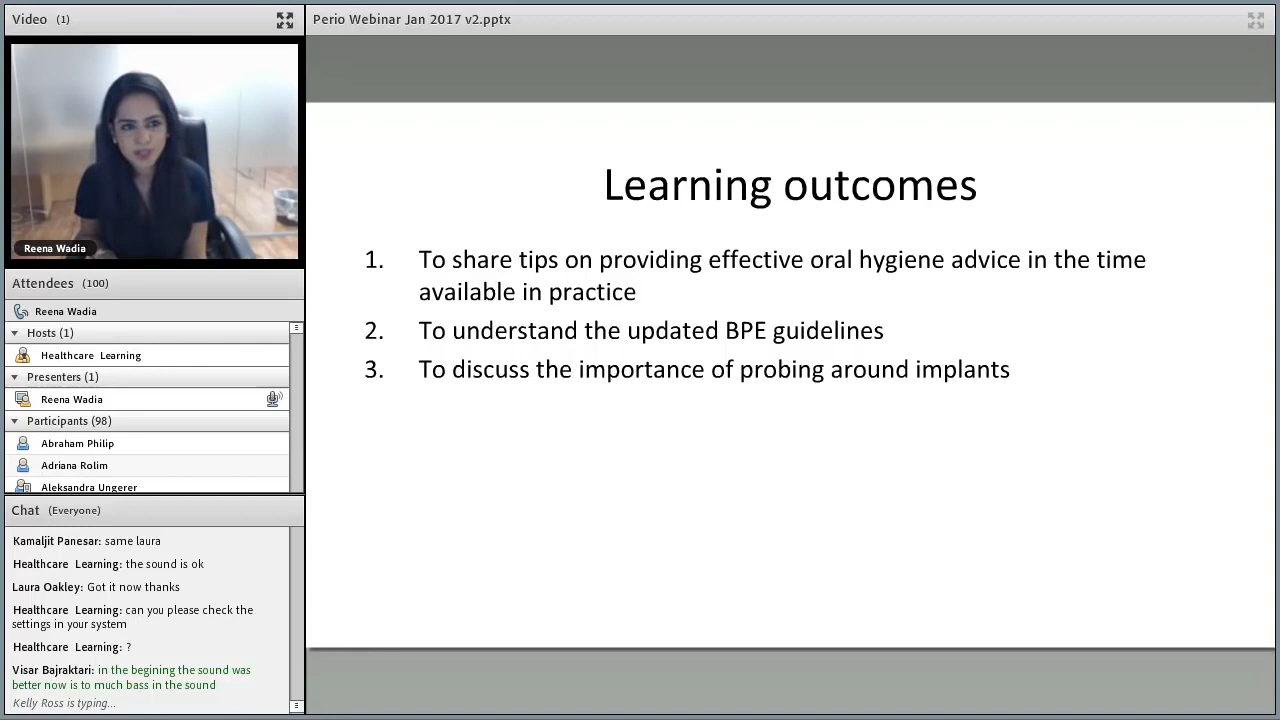 Video (1)
Reena Wadia
Attendees (100)
Reena Wadia
Hosts (1)
Healthcare Learning
Presenters (1)
Reena Wadia
Participants (98)
Abraham Philip
Adriana Rolim
Aleksandra Ungerer
Chat (Everyone)
Kamaljit Panesar: same laura
Healthcare Learning: the sound is ok
Laura Oakley: Got it now thanks
Healthcare Learning: can you please check the
settings in your system
Healthcare Learning: ?
Visar Bajraktari: in the begining the sound was
better now is to much bass in the sound
Kelly Ross is typing...
Perio Webinar Jan 2017 v2.pptx
Learning outcomes
1. To share tips on providing effective oral hygiene advice in the time
available in practice
2. To understand the updated BPE guidelines
3. To discuss the importance of probing around implants